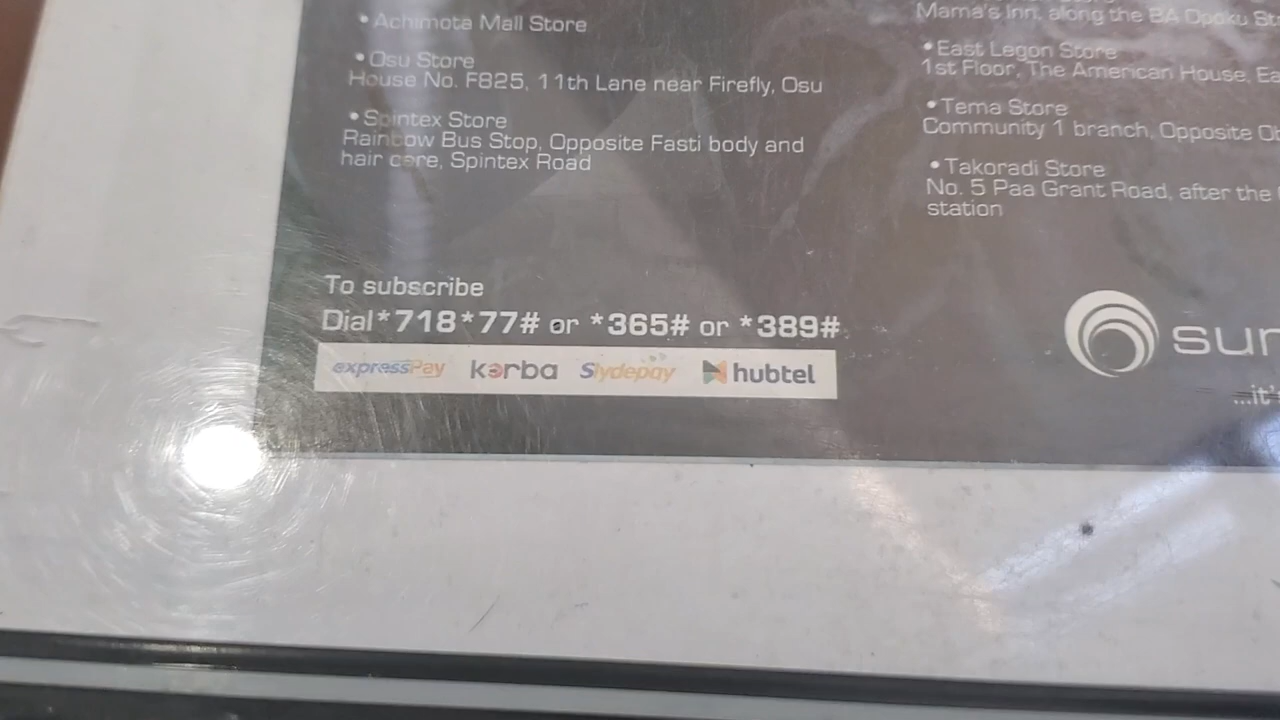 • Achimota Mall Store
• Osu Store
House No. F825, 11th Lane near Firefly, Osu
• Spintex Store
Rainbow Bus Stop, Opposite Fasti body and
hair care, Spintex Road
Mama's Inn, along the BA Opoku
• East Legon Store
1st Floor, The American House,
• Tema Store
Community 1 branch, Opposite
• Takoradi Store
No. 5 Paa Grant Road, after the
station
To subscribe
Dial*718*77# or *365# or *389#
expressPay korba Slydepay hubtel
sur
...it'